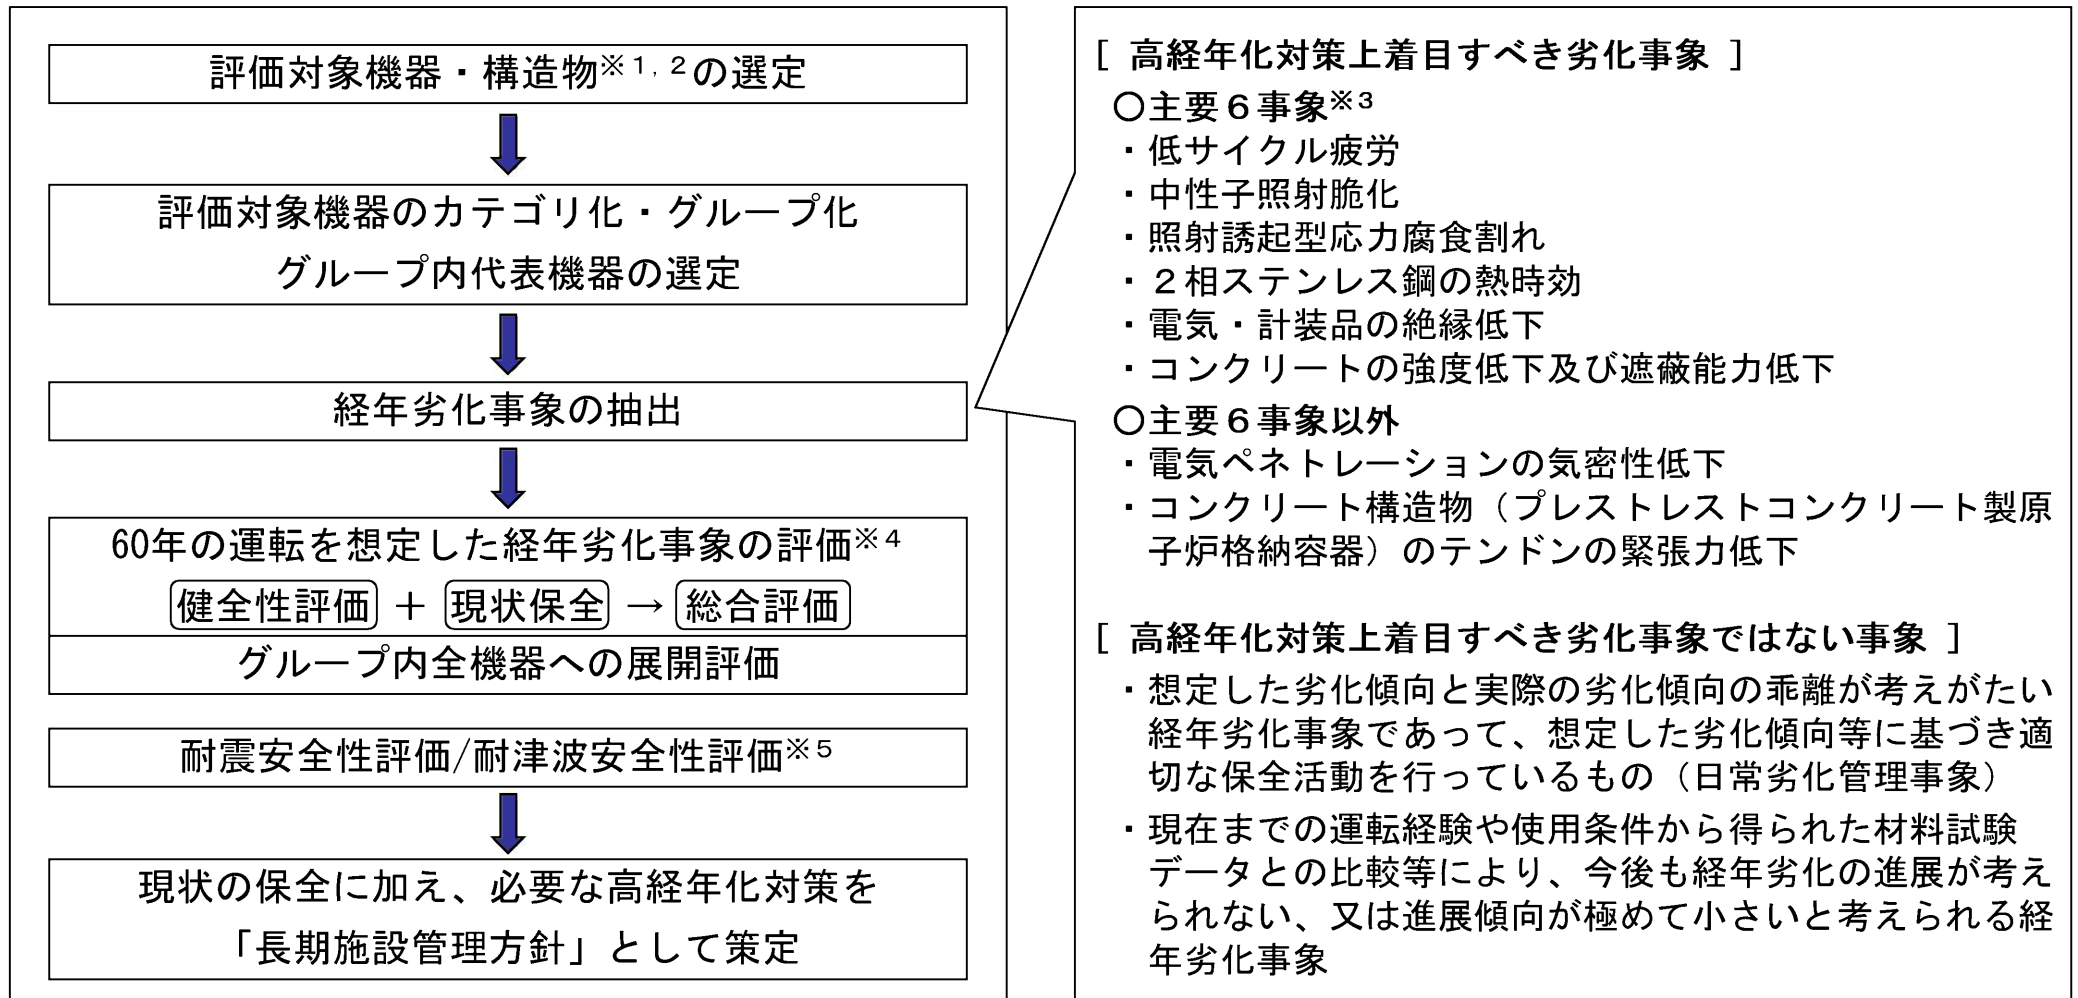 評価対象機器・構造物※1,2の選定
評価対象機器のカテゴリ化・グループ化
グループ内代表機器の選定
経年劣化事象の抽出
60年の運転を想定した経年劣化事象の評価※4
健全性評価 + 現状保全 → 総合評価
グループ内全機器への展開評価
耐震安全性評価/耐津波安全性評価※5
現状の保全に加え、必要な高経年化対策を
「長期施設管理方針」として策定
[ 高経年化対策上着目すべき劣化事象 ]
○主要6事象※3
・低サイクル疲労
・中性子照射脆化
・照射誘起型応力腐食割れ
・2相ステンレス鋼の熱時効
・電気・計装品の絶縁低下
・コンクリートの強度低下及び遮蔽能力低下
○主要6事象以外
・電気ペネトレーションの気密性低下
・コンクリート構造物(プレストレストコンクリート製原
子炉格納容器)のテンドンの緊張力低下
[ 高経年化対策上着目すべき劣化事象ではない事象 ]
・想定した劣化傾向と実際の劣化傾向の乖離が考えがたい
経年劣化事象であって、想定した劣化傾向等に基づき適
切な保全活動を行っているもの(日常劣化管理事象)
・現在までの運転経験や使用条件から得られた材料試験
データとの比較等により、今後も経年劣化の進展が考え
られない、又は進展傾向が極めて小さいと考えられる経
年劣化事象